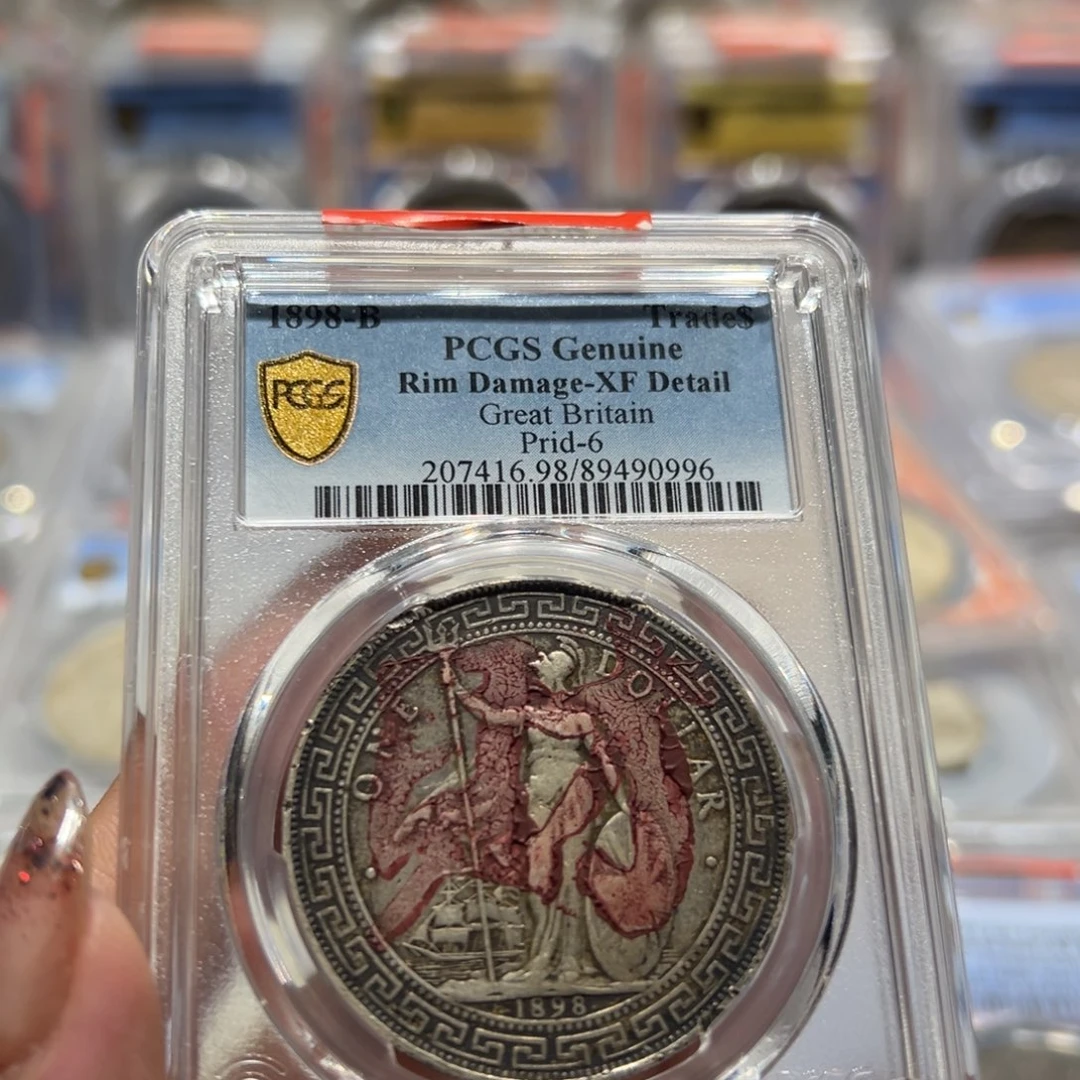 1898-B Trade$
PCGS Genuine
PCGS
Rim Damage-XF Detail
Great Britain
Prid-6
207416.98/89490996
ONE DOLLAR
1898